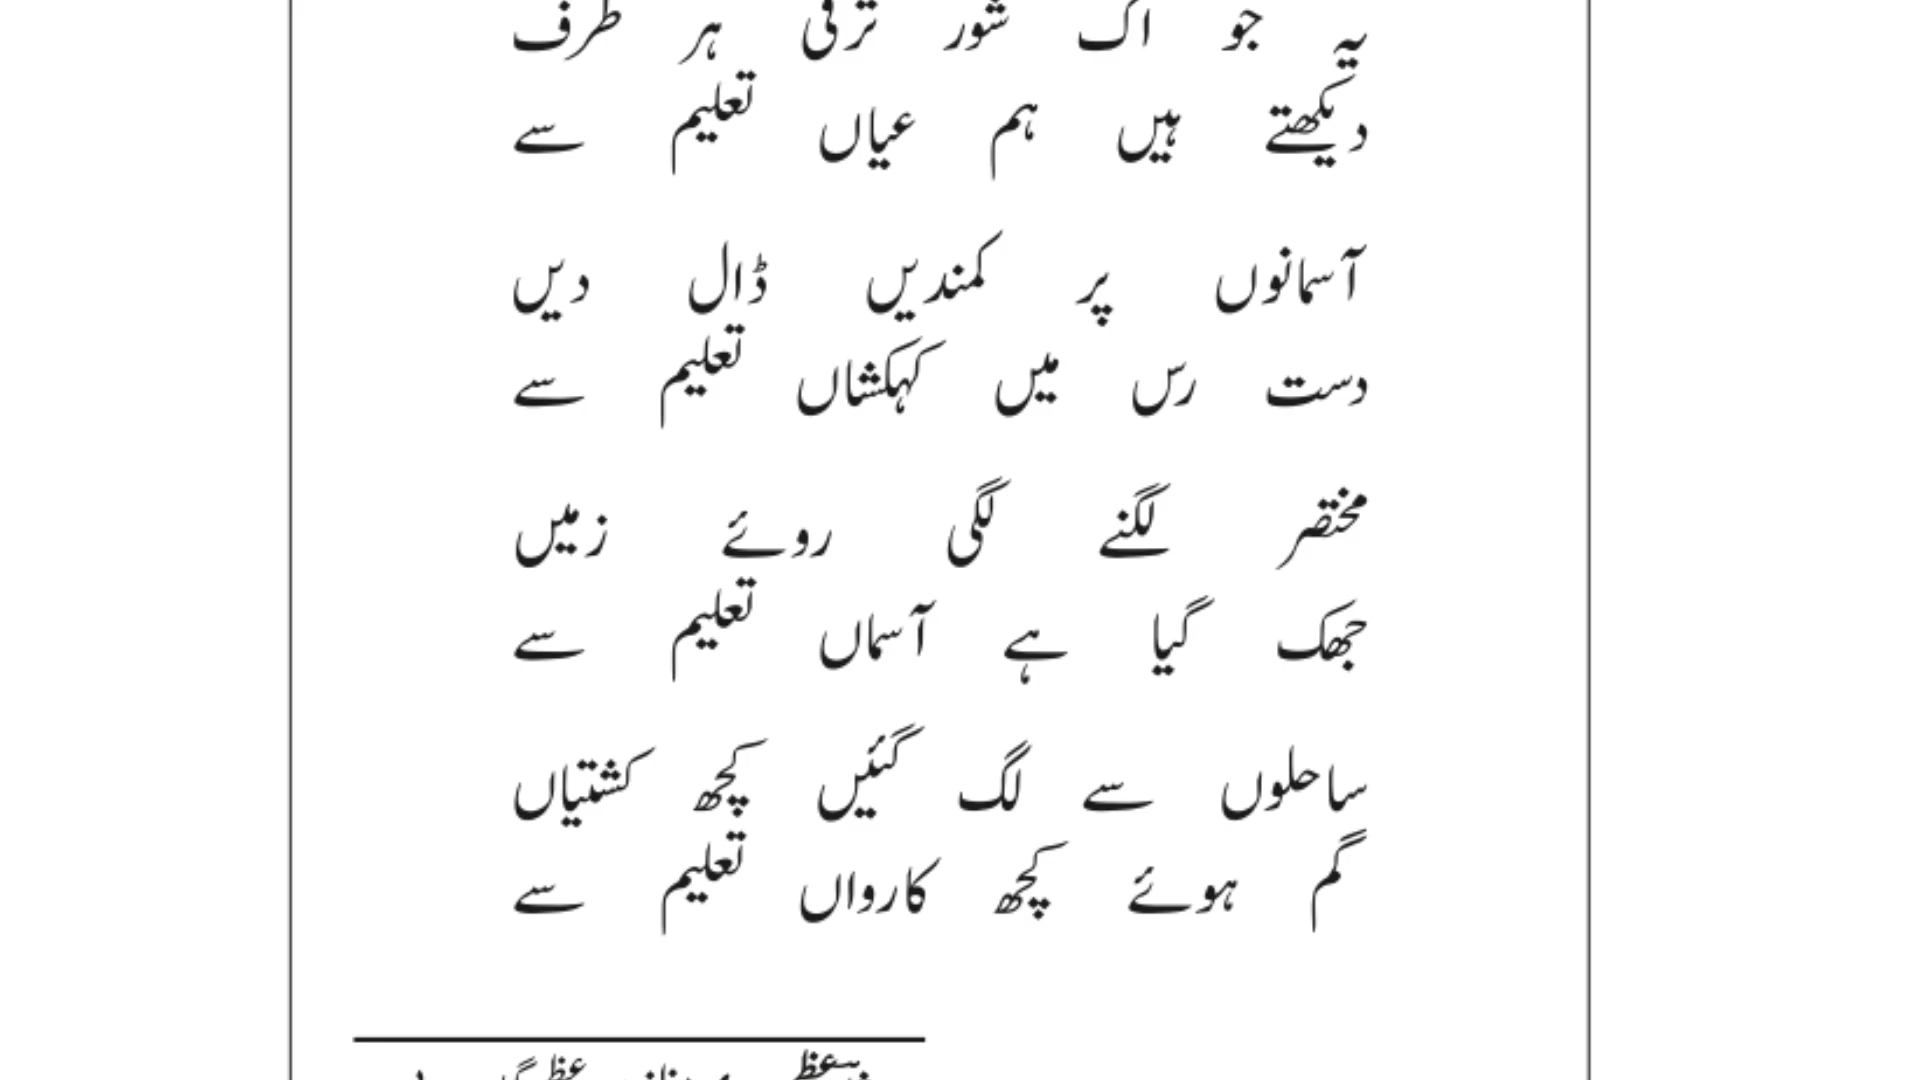 یہ جو اک شور ترقی ہر طرف
دیکھتے ہیں ہم عیاں تعلیم سے
آسمانوں پر کمندیں ڈال دیں
دست رس میں کہکشاں تعلیم سے
مختصر لگنے لگی روئے زمیں
جھک گیا ہے آسماں تعلیم سے
ساحلوں سے لگ گئیں کچھ کشتیاں
گم ہوئے کچھ کارواں تعلیم سے